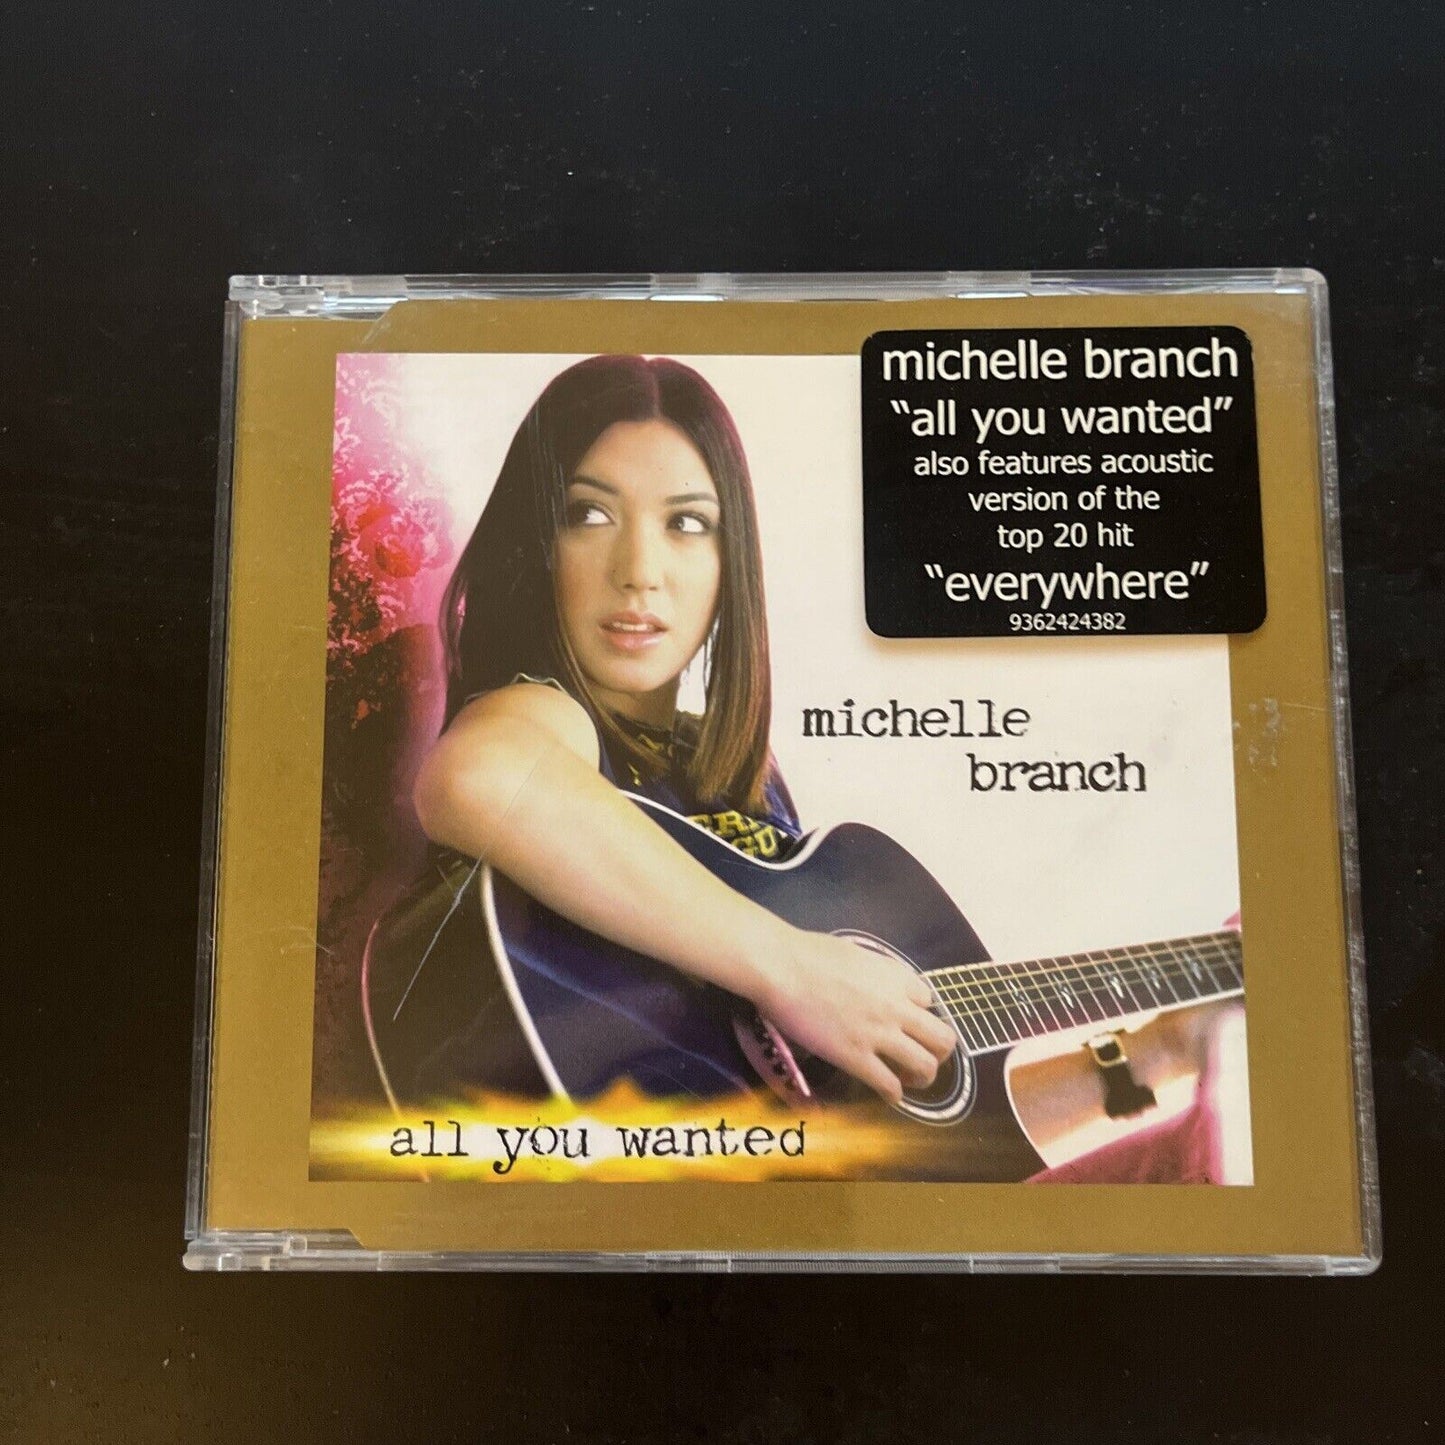 michelle branch
“all you wanted”
also features acoustic
version of the
top 20 hit
“everywhere”
9362424382
michelle
branch
all you wanted